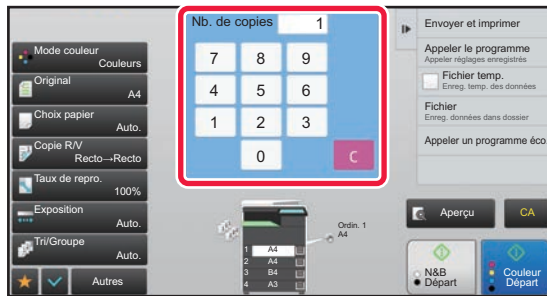 Mode couleur
Couleurs
Original
A4
Choix papier
Auto.
Copie R/V
Recto→Recto
Taux de repro.
100%
Exposition
Auto.
Tri/Groupe
Auto.
Autres
Nb. de copies 1
7 8 9
4 5 6
1 2 3
0 C
Ordin. 1
A4
1 A4
2 A4
3 B4
4 A3
Envoyer et imprimer
Appeler le programme
Appeler réglages enregistrés
Fichier temp.
Enreg. temp. des données
Fichier
Enreg. données dans dossier
Appeler un programme éco.
Aperçu
CA
N&B
Départ
Couleur
Départ